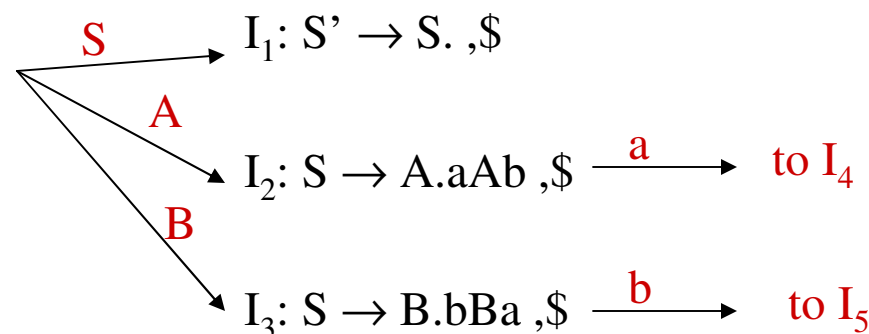 S I₁: S’ → S. ,$
A
I₂: S → A.aAb ,$ a to I₄
B
I₃: S → B.bBa ,$ b to I₅